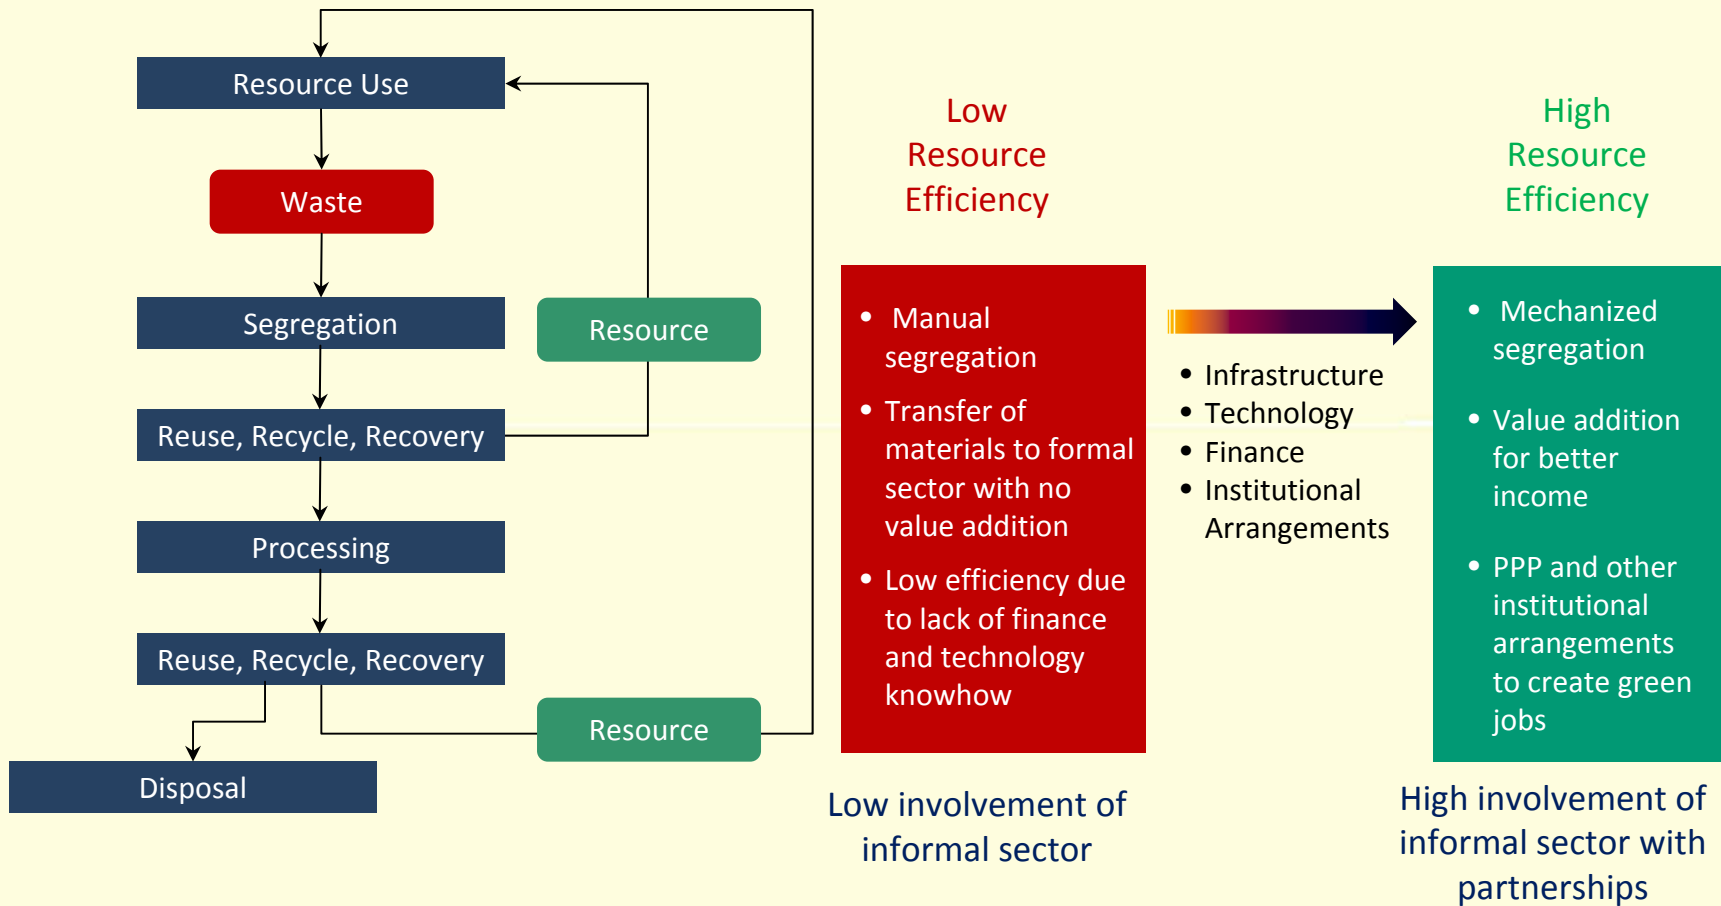 Resource Use
Waste
Segregation
Resource
Reuse, Recycle, Recovery
Processing
Reuse, Recycle, Recovery
Resource
Disposal
Low
Resource
Efficiency
• Manual
segregation
• Transfer of
materials to formal
sector with no
value addition
• Low efficiency due
to lack of finance
and technology
knowhow
Low involvement of
informal sector
• Infrastructure
• Technology
• Finance
• Institutional
Arrangements
High
Resource
Efficiency
• Mechanized
segregation
• Value addition
for better
income
• PPP and other
institutional
arrangements
to create green
jobs
High involvement of
informal sector with
partnerships